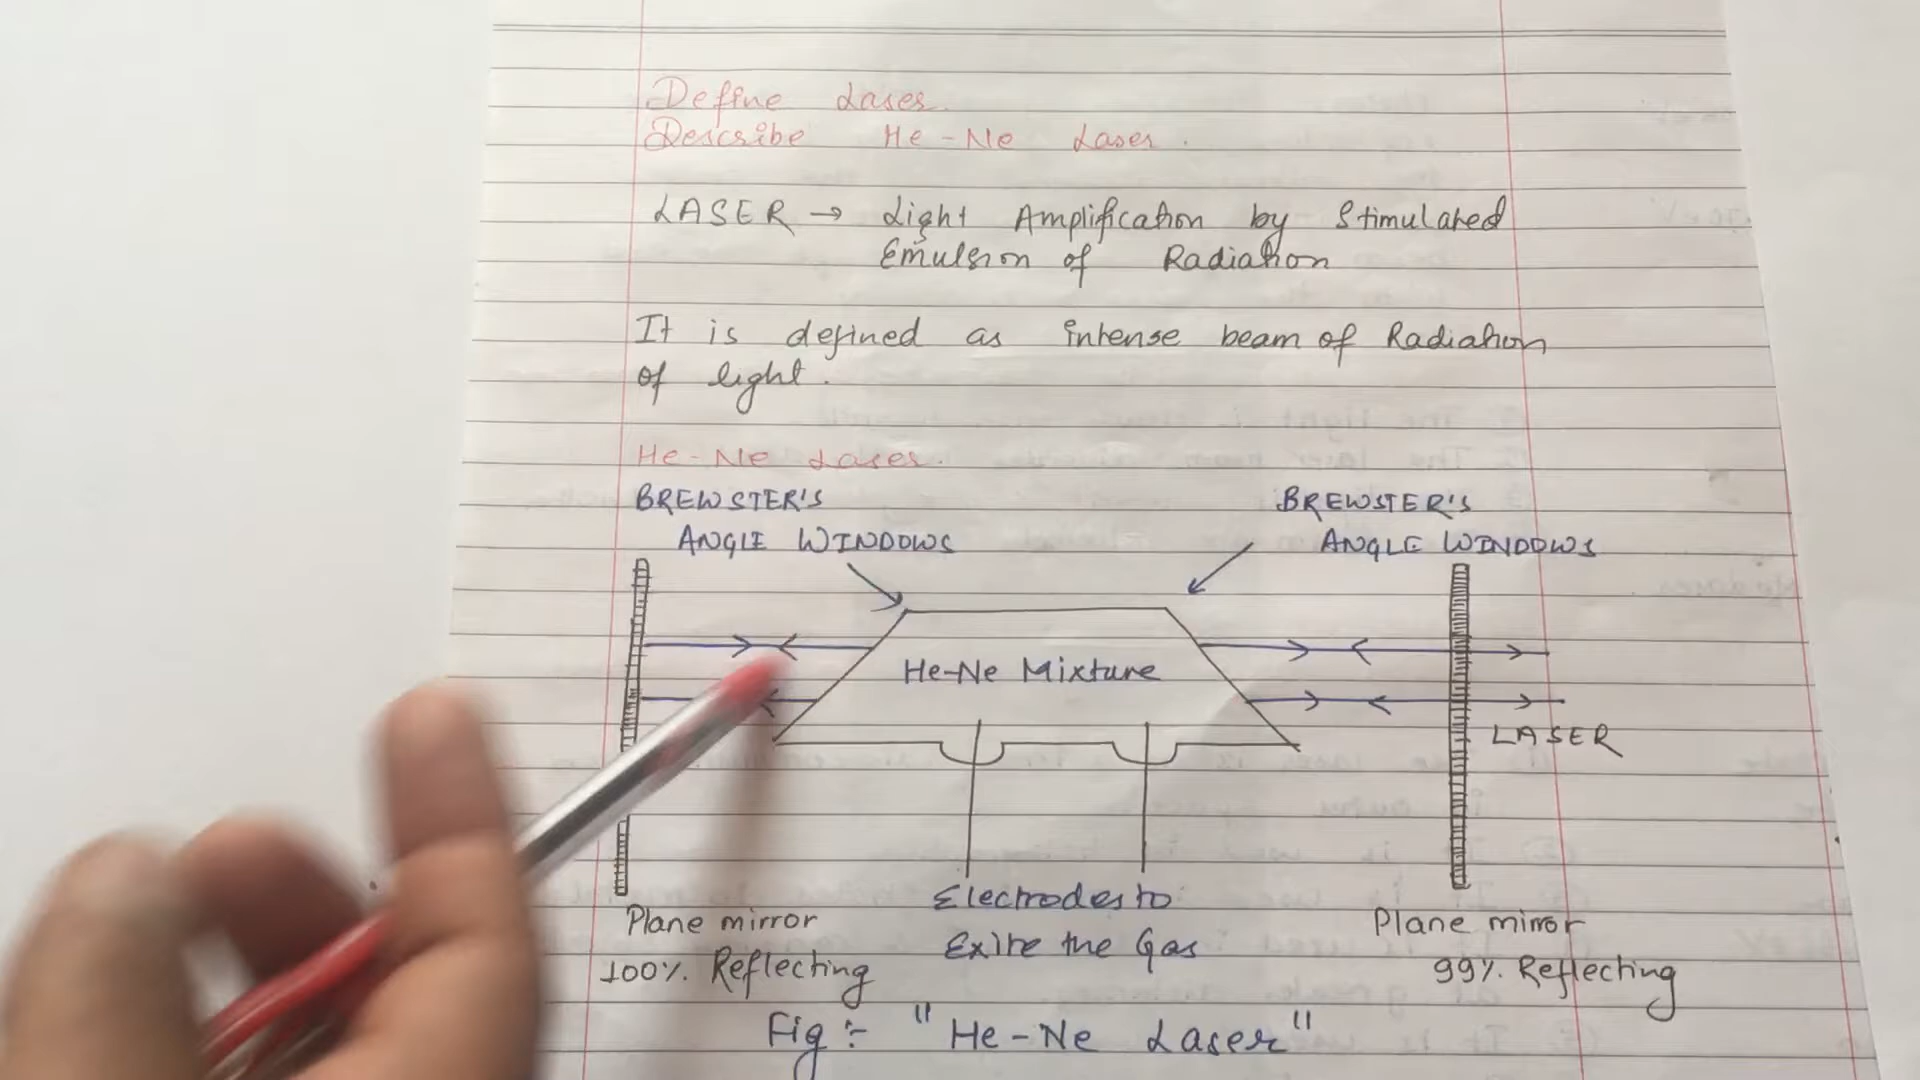 Define Laser.
Describe He-Ne Laser.
LASER → Light Amplification by Stimulated
Emulsion of Radiation
It is defined as intense beam of Radiation
of light.
He-Ne Laser.
BREWSTER'S
ANGLE WINDOWS
BREWSTER'S
ANGLE WINDOWS
He-Ne Mixture
LASER
Electrodes to
Exite the Gas
Plane mirror
100% Reflecting
Plane mirror
99% Reflecting
Fig :- "He-Ne Laser"